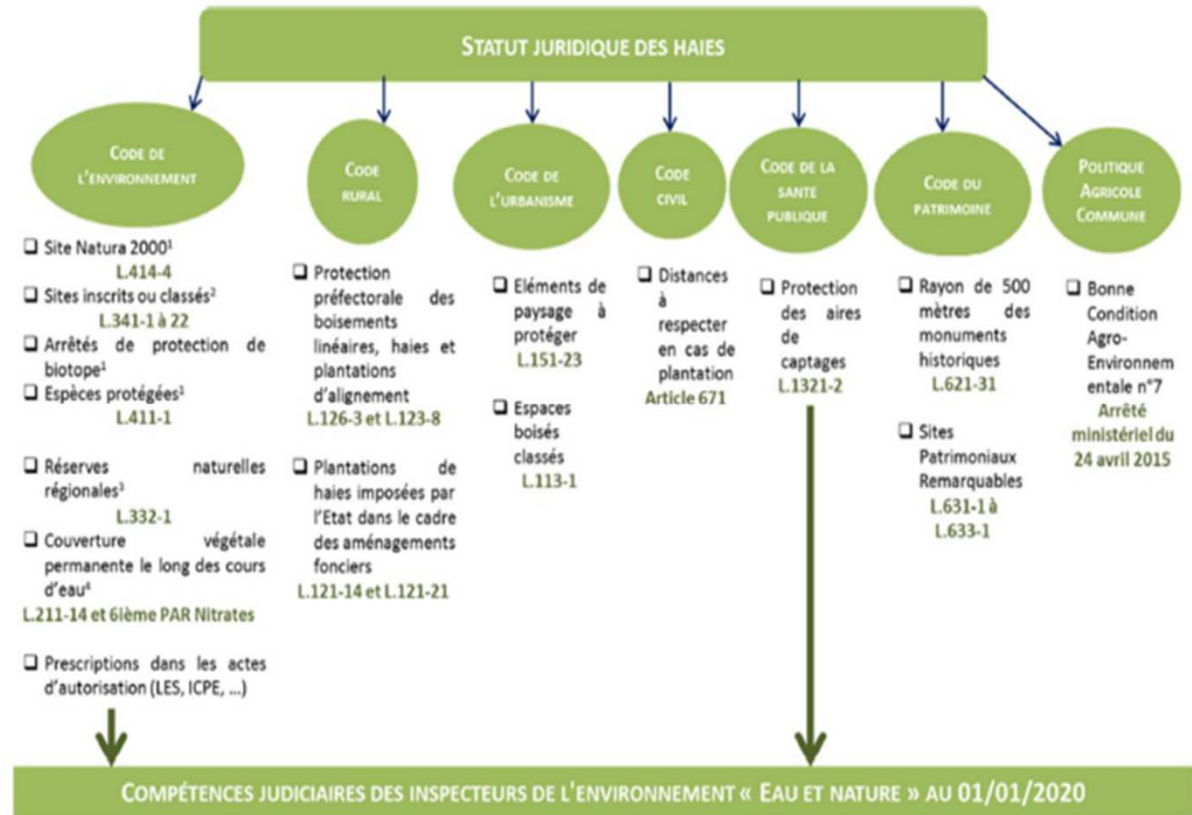 STATUT JURIDIQUE DES HAIES
CODE DE
L'ENVIRONNEMENT
❑ Site Natura 2000¹
L.414-4
❑ Sites inscrits ou classés²
L.341-1 à 22
❑ Arrêtés de protection de
biotope¹
❑ Espèces protégées¹
L.411-1
❑ Réserves naturelles
régionales³
L.332-1
❑ Couverture végétale
permanente le long des cours
d'eau⁴
L.211-14 et 6ième PAR Nitrates
❑ Prescriptions dans les actes
d'autorisation (LES, ICPE, ...)
CODE
RURAL
❑ Protection
préfectorale des
boisements
linéaires, haies et
plantations
d'alignement
L.126-3 et L.123-8
❑ Plantations de
haies imposées par
l'Etat dans le cadre
des aménagements
fonciers
L.121-14 et L.121-21
CODE DE
L'URBANISME
❑ Eléments de
paysage à
protéger
L.151-23
❑ Espaces
boisés
classés
L.113-1
CODE
CIVIL
❑ Distances
à
respecter
en cas de
plantation
Article 671
CODE DE LA
SANTE
PUBLIQUE
❑ Protection
des aires
de
captages
L.1321-2
CODE DU
PATRIMOINE
❑ Rayon de 500
mètres des
monuments
historiques
L.621-31
❑ Sites
Patrimoniaux
Remarquables
L.631-1 à
L.633-1
POLITIQUE
AGRICOLE
COMMUNE
❑ Bonne
Condition
Agro-
Environnem
entale n°7
Arrêté
ministériel du
24 avril 2015
COMPÉTENCES JUDICIAIRES DES INSPECTEURS DE L'ENVIRONNEMENT « EAU ET NATURE » AU 01/01/2020